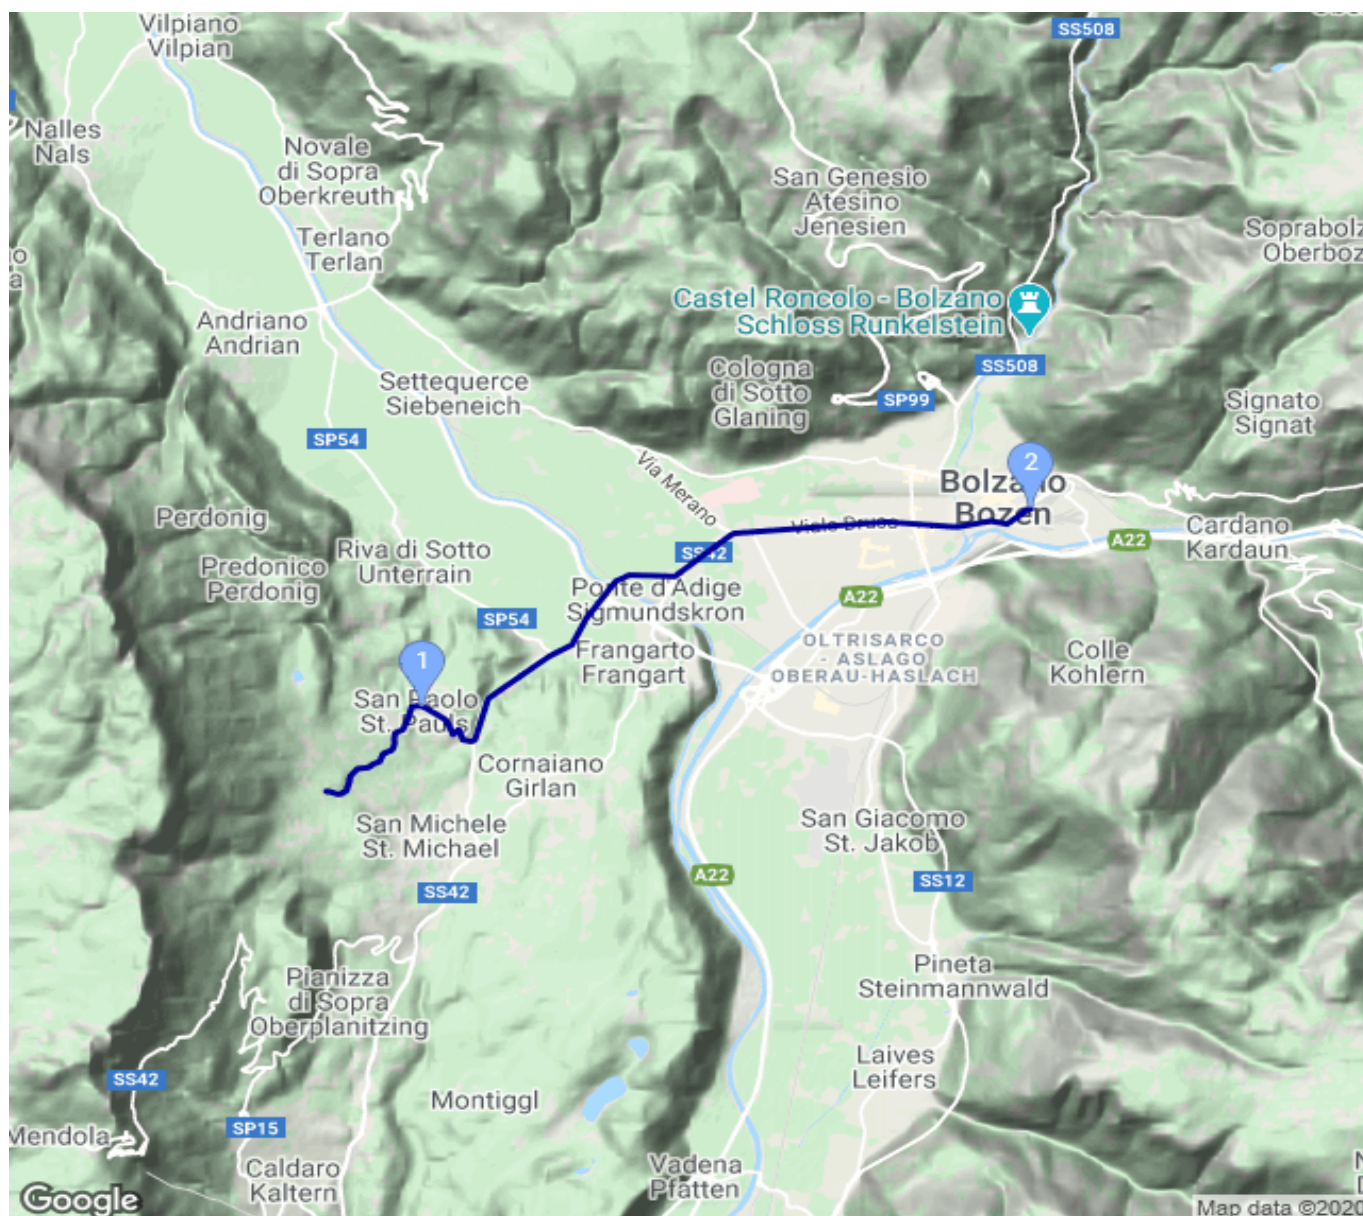 SS508
Vilpiano
Vilpian
Nalles
Nals
Novale
di Sopra
Oberkreuth
San Genesio
Atesino
Jenesien
Terlano
Terlan
Castel Roncolo - Bolzano
Schloss Runkelstein
Andriano
Andrian
SS508
Settequerce
Siebeneich
Cologna
di Sotto
Glaning
SP99
Signato
Signat
SP54
Via Merano
2
Bolzano
Bozen
Perdonig
Viale Druso
Cardano
Kardaun
A22
Riva di Sotto
Unterrain
SS42
Predonico
Perdonig
Ponte d'Adige
Sigmundskron
A22
SP54
OLTRISARCO
- ASLAGO
OBERAU-HASLACH
Colle
Kohlern
Frangarto
Frangart
1
San Paolo
St. Pauls
Cornaiano
Girlan
San Michele
St. Michael
San Giacomo
St. Jakob
A22
SS12
SS42
Pianizza
di Sopra
Oberplanitzing
Pineta
Steinmannwald
Laives
Leifers
SS42
Montiggl
SP15
Mendola
Caldaro
Kaltern
Vadena
Pfatten
Google
Map data ©2020